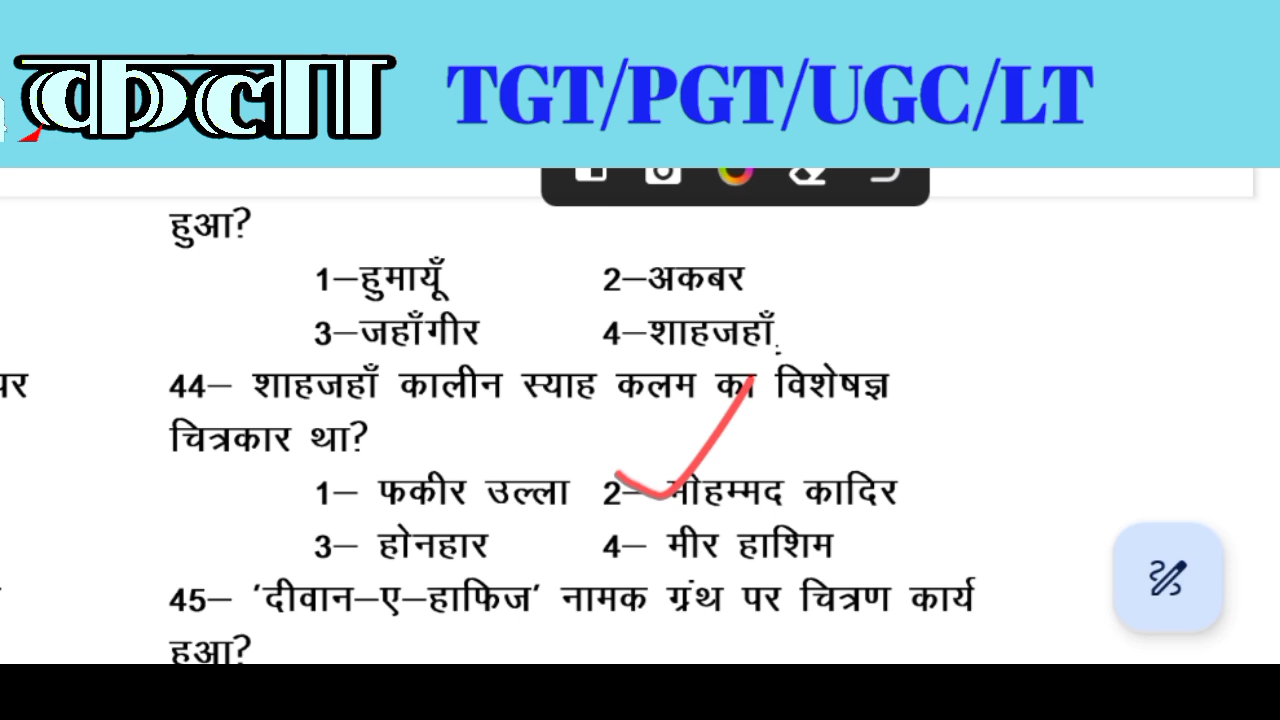 कला TGT/PGT/UGC/LT
हुआ?
1–हुमायूँ 2–अकबर
3–जहाँगीर 4–शाहजहाँ
पर
44– शाहजहाँ कालीन स्याह कलम का विशेषज्ञ
चित्रकार था?
1– फकीर उल्ला 2– मोहम्मद कादिर
3– होनहार 4– मीर हाशिम
45– 'दीवान–ए–हाफिज' नामक ग्रंथ पर चित्रण कार्य
हुआ?